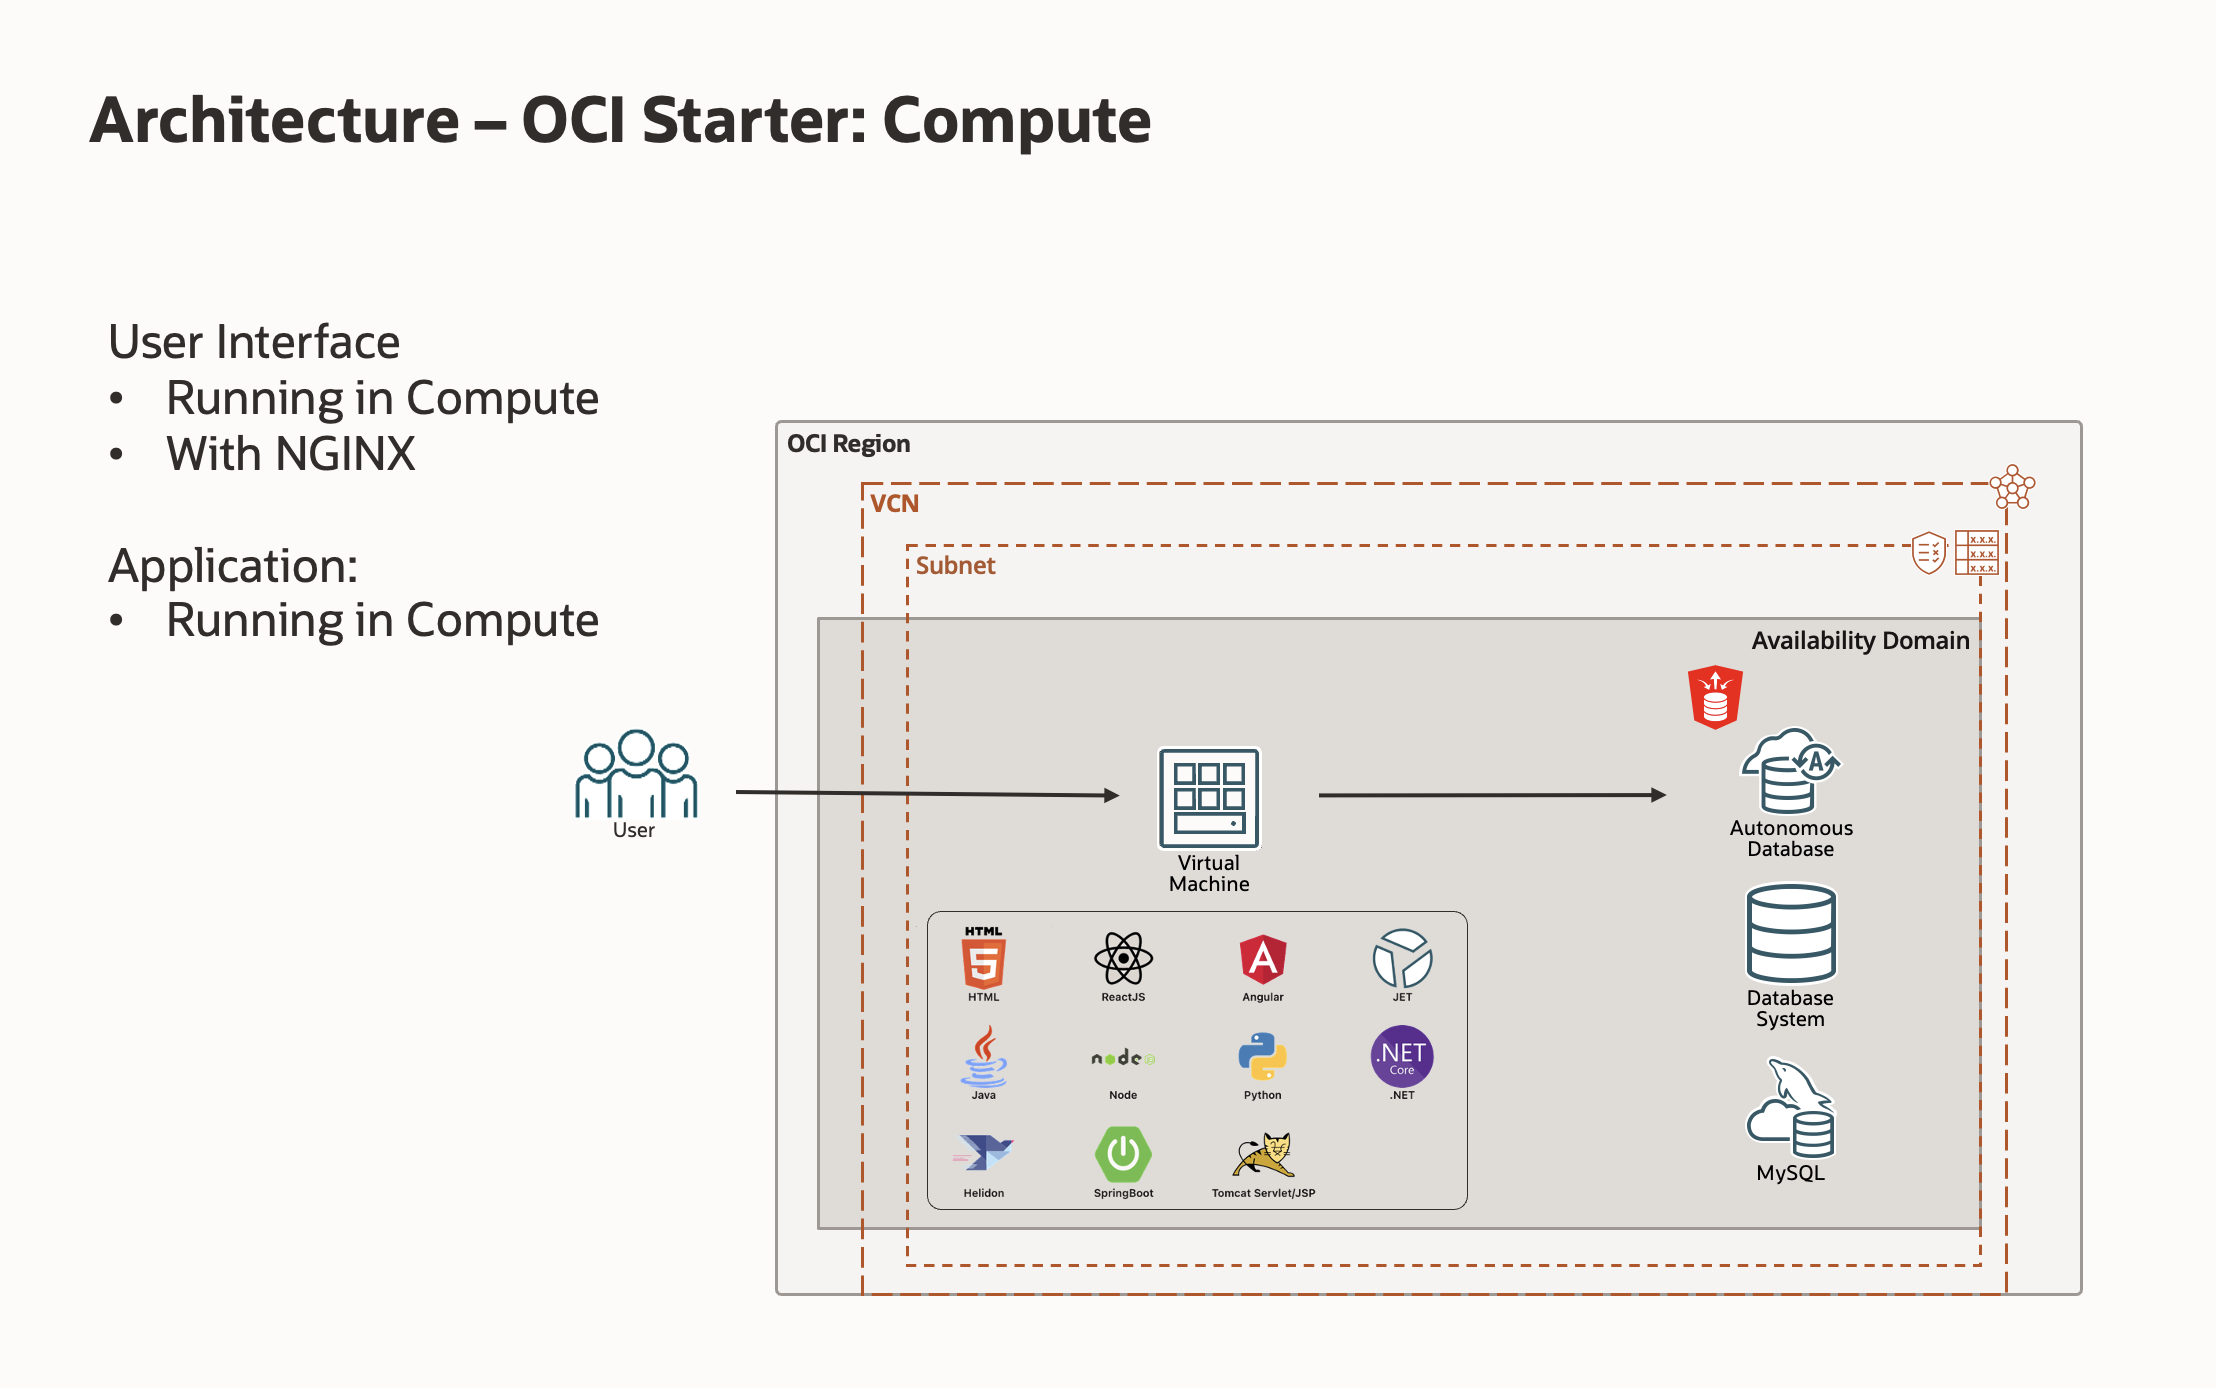 Architecture – OCI Starter: Compute
User Interface
• Running in Compute
• With NGINX
Application:
• Running in Compute
OCI Region
VCN
Subnet
x.x.x.
x.x.x.
x.x.x.
Availability Domain
User
Virtual
Machine
A
Autonomous
Database
Database
System
MySQL
HTML
5
HTML
ReactJS
A
Angular
JET
Java
node
Node
Python
.NET
Core
.NET
Helidon
SpringBoot
Tomcat Servlet/JSP